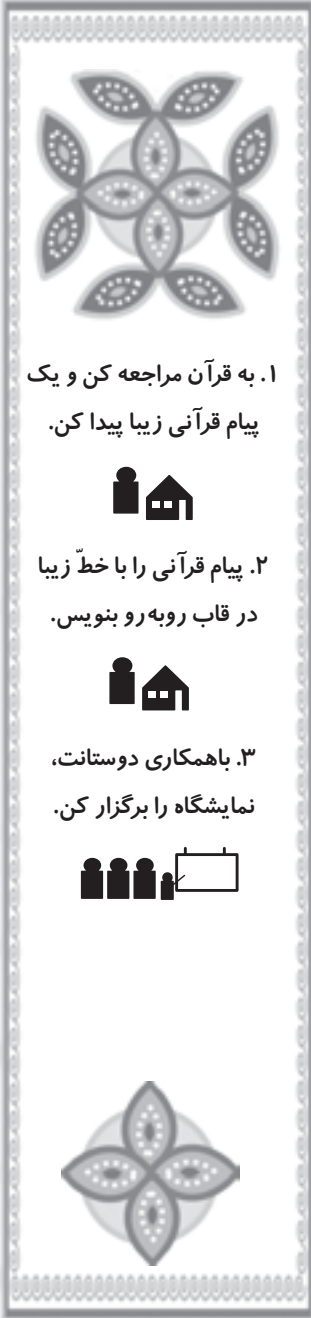 ۱. به قرآن مراجعه کن و یک
پیام قرآنی زیبا پیدا کن.
۲. پیام قرآنی را با خطّ زیبا
در قاب روبه‌رو بنویس.
۳. باهمکاری دوستانت،
نمایشگاه را برگزار کن.